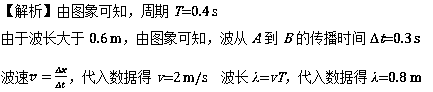 【解析】由图象可知，周期 T=0.4 s
由于波长大于 0.6 m，由图象可知，波从 A 到 B 的传播时间 Δt=0.3 s
波速v=Δx/Δt，代入数据得 v=2 m/s　波长 λ=vT，代入数据得 λ=0.8 m